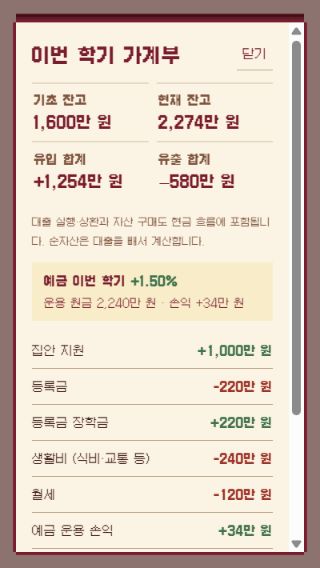 이번 학기 가계부
닫기
기초 잔고
현재 잔고
1,600만 원
2,274만 원
유입 합계
유출 합계
+1,254만 원
−580만 원
대출 실행·상환과 자산 구매도 현금 흐름에 포함됩니
다. 순자산은 대출을 빼서 계산합니다.
예금 이번 학기 +1.50%
운용 원금 2,240만 원 · 손익 +34만 원
집안 지원
+1,000만 원
등록금
-220만 원
등록금 장학금
+220만 원
생활비 (식비·교통 등)
-240만 원
월세
-120만 원
예금 운용 손익
+34만 원